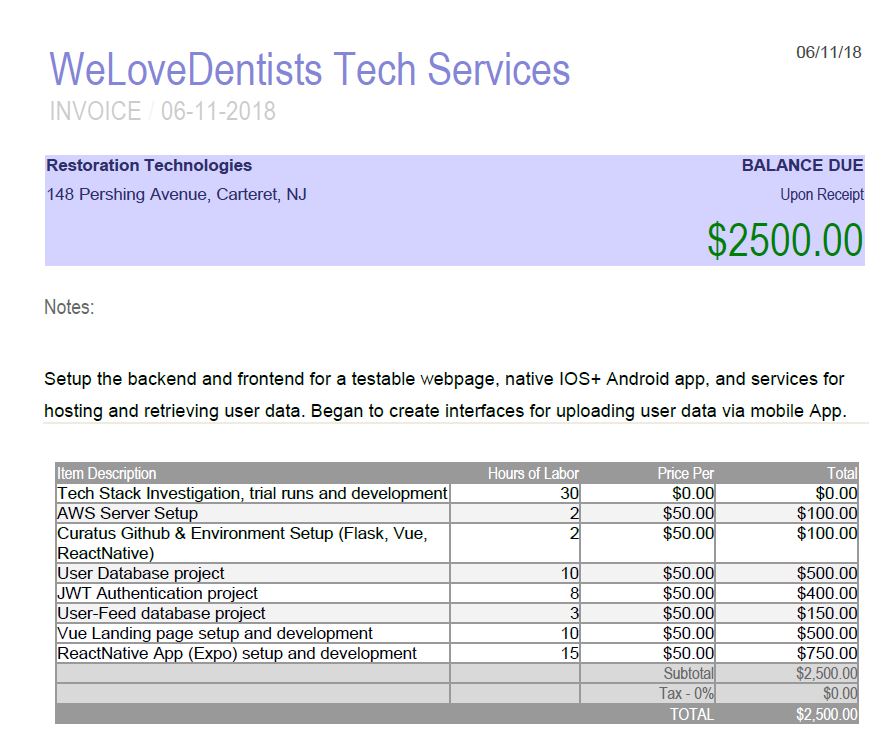 06/11/18
WeLoveDentists Tech Services
INVOICE / 06-11-2018
Restoration Technologies BALANCE DUE
148 Pershing Avenue, Carteret, NJ Upon Receipt
$2500.00
Notes:
Setup the backend and frontend for a testable webpage, native IOS+ Android app, and services for
hosting and retrieving user data. Began to create interfaces for uploading user data via mobile App.
Item Description Hours of Labor Price Per Total
Tech Stack Investigation, trial runs and development 30 $0.00 $0.00
AWS Server Setup 2 $50.00 $100.00
Curatus Github & Environment Setup (Flask, Vue, 2 $50.00 $100.00
ReactNative)
User Database project 10 $50.00 $500.00
JWT Authentication project 8 $50.00 $400.00
User-Feed database project 3 $50.00 $150.00
Vue Landing page setup and development 10 $50.00 $500.00
ReactNative App (Expo) setup and development 15 $50.00 $750.00
Subtotal $2,500.00
Tax - 0% $0.00
TOTAL $2,500.00